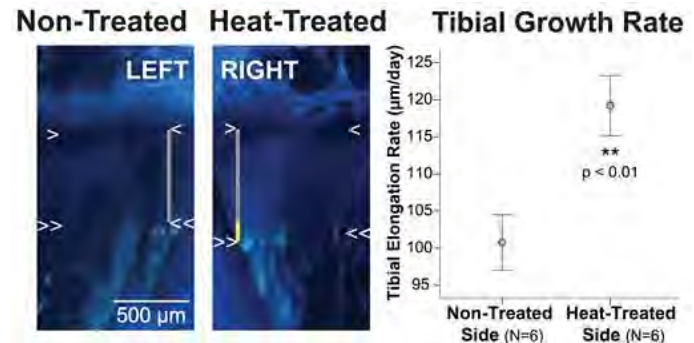 Non-Treated
Heat-Treated
LEFT
RIGHT
>
<
>
<
>>
<<
>>
<<
500 µm
Tibial Growth Rate
Tibial Elongation Rate (µm/day)
125
120
115
110
105
100
95
**
p < 0.01
Non-Treated
Side (N=6)
Heat-Treated
Side (N=6)